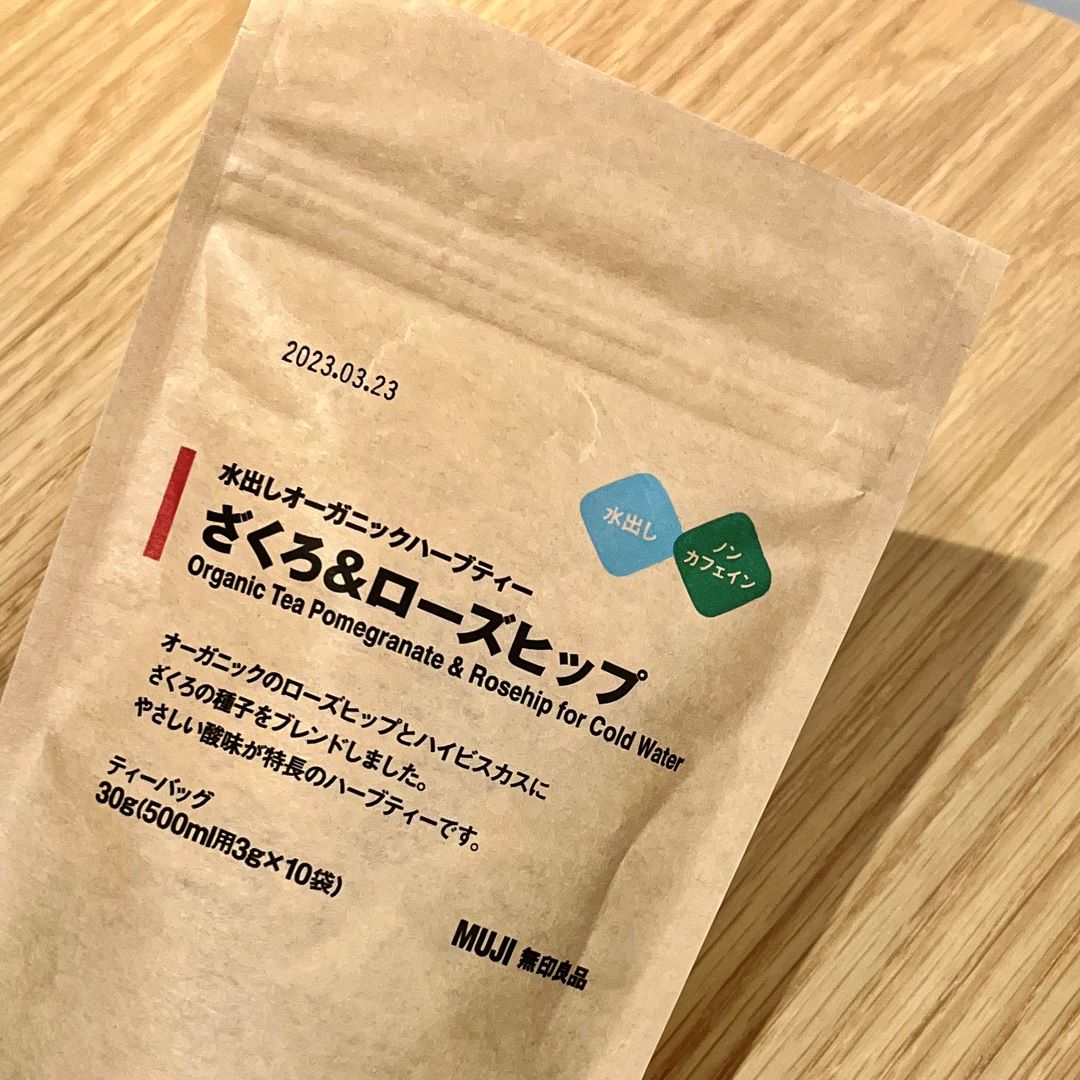 2023.03.23
水出しオーガニックハーブティー
ざくろ&ローズヒップ
Organic Tea Pomegranate & Rosehip for Cold Water
水出し
ノン
カフェイン
オーガニックのローズヒップとハイビスカスに
ざくろの種子をブレンドしました。
やさしい酸味が特長のハーブティーです。
ティーバッグ
30g(500ml用3g×10袋)
MUJI 無印良品